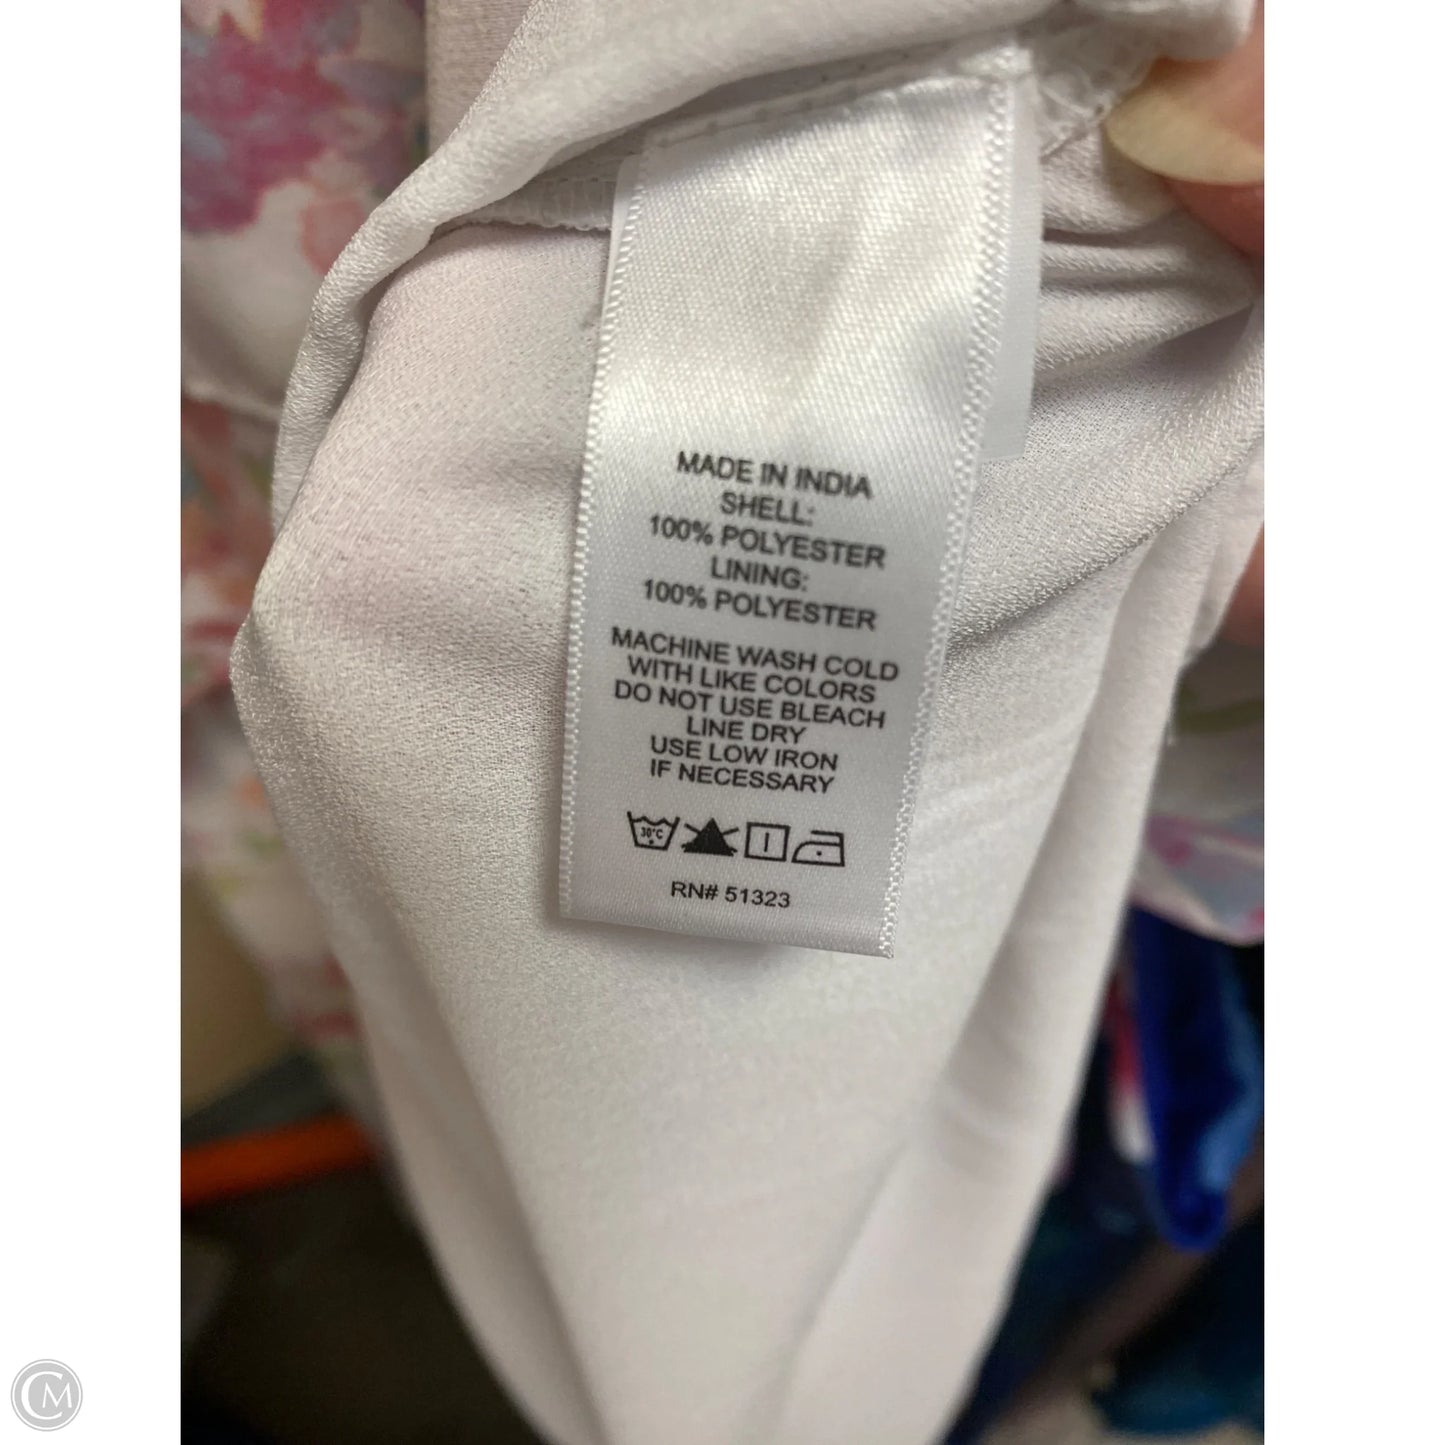 MADE IN INDIA
SHELL:
100% POLYESTER
LINING:
100% POLYESTER
MACHINE WASH COLD
WITH LIKE COLORS
DO NOT USE BLEACH
LINE DRY
USE LOW IRON
IF NECESSARY
30°C
RN# 51323
CM